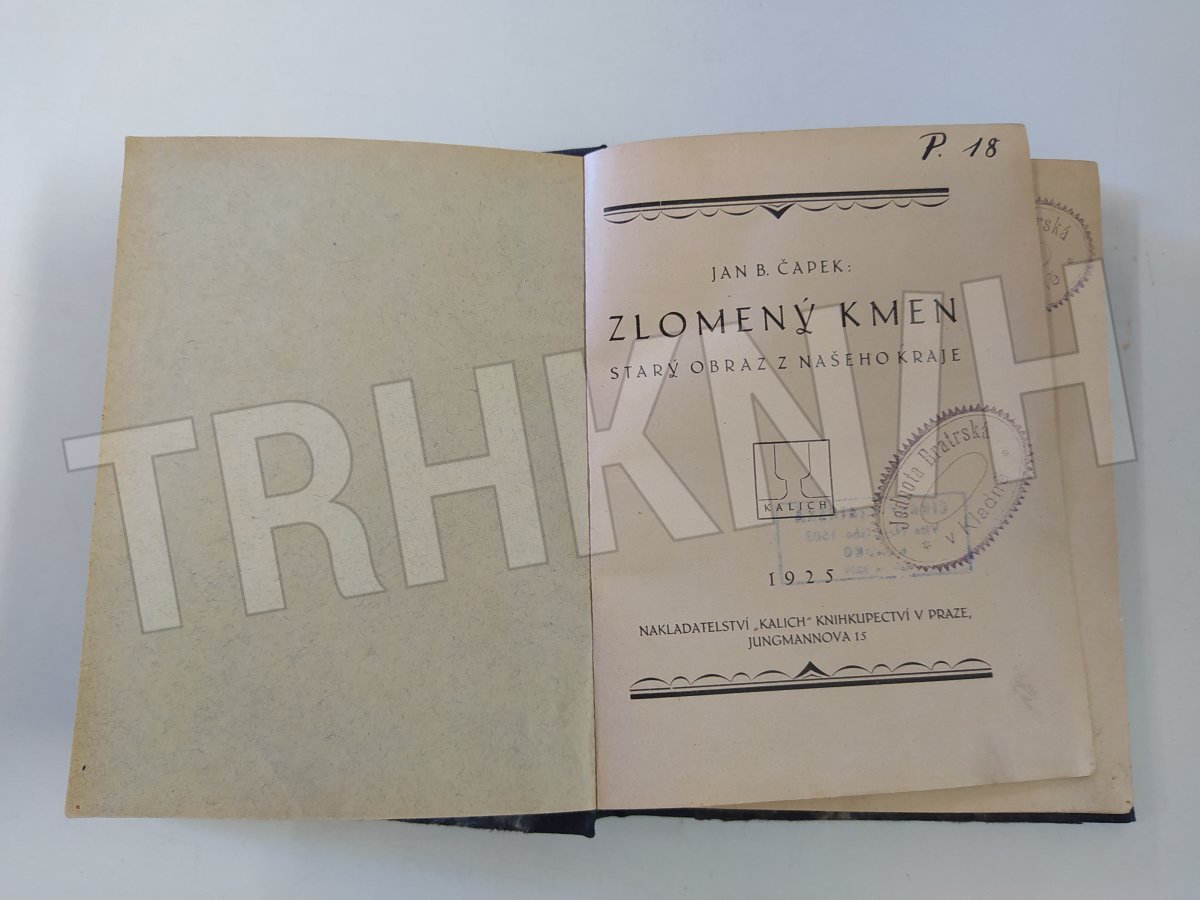 P. 18
JAN B. ČAPEK:
ZLOMENÝ KMEN
STARÝ OBRAZ Z NAŠEHO KRAJE
KALICH
Jednota Bratrská
* v Kladně *
1925
NAKLADATELSTVÍ „KALICH“ KNIHKUPECTVÍ V PRAZE,
JUNGMANNOVA 15
TRHKNIH